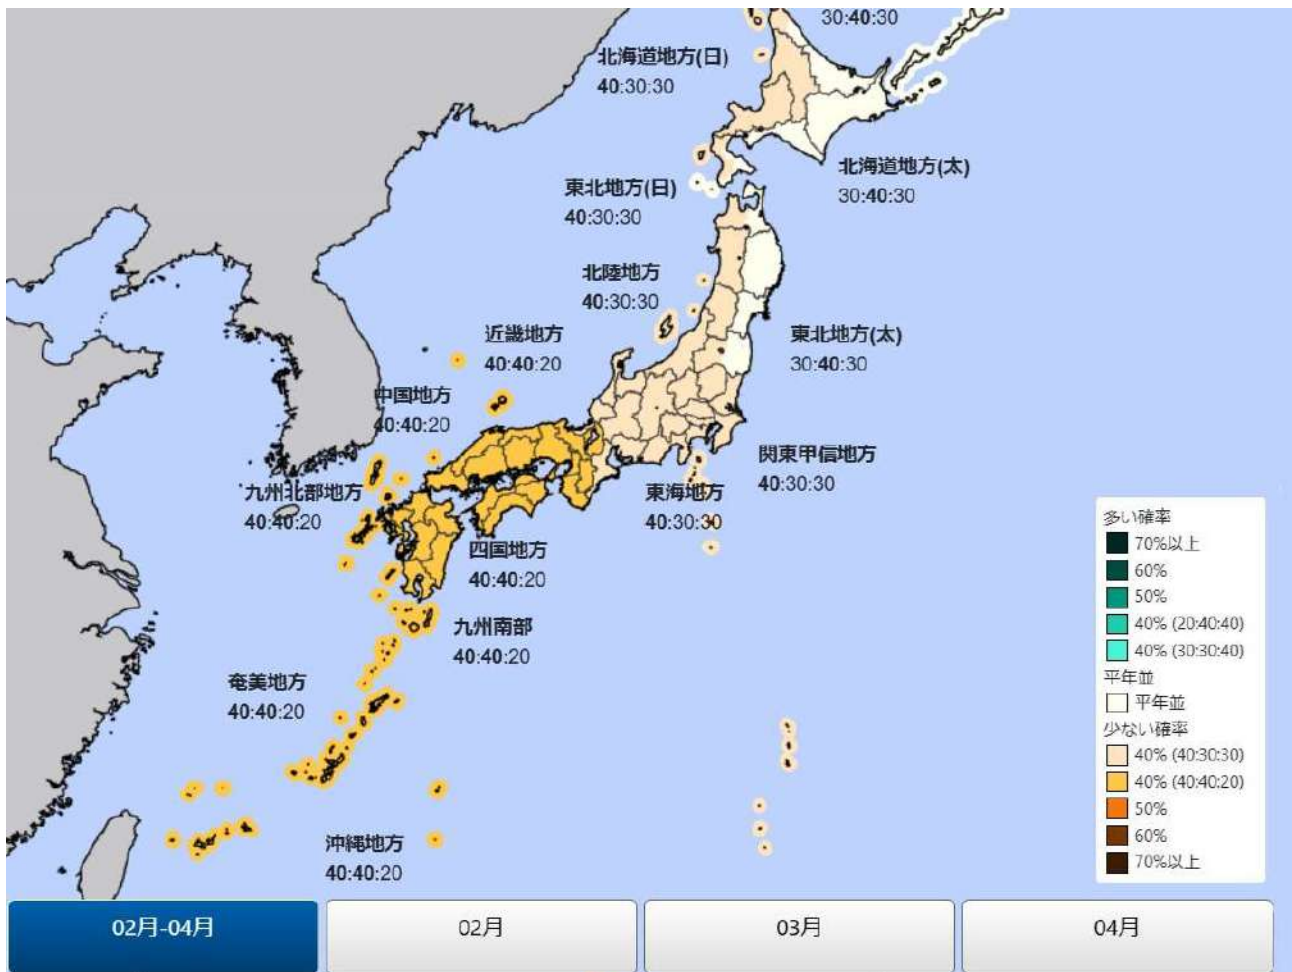 30:40:30
北海道地方(日)
40:30:30
北海道地方(太)
30:40:30
東北地方(日)
40:30:30
北陸地方
40:30:30
近畿地方
40:40:20
東北地方(太)
30:40:30
中国地方
40:40:20
関東甲信地方
40:30:30
九州北部地方
40:40:20
東海地方
40:30:30
四国地方
40:40:20
九州南部
40:40:20
奄美地方
40:40:20
沖縄地方
40:40:20
多い確率
70%以上
60%
50%
40% (20:40:40)
40% (30:30:40)
平年並
平年並
少ない確率
40% (40:30:30)
40% (40:40:20)
50%
60%
70%以上
02月-04月
02月
03月
04月